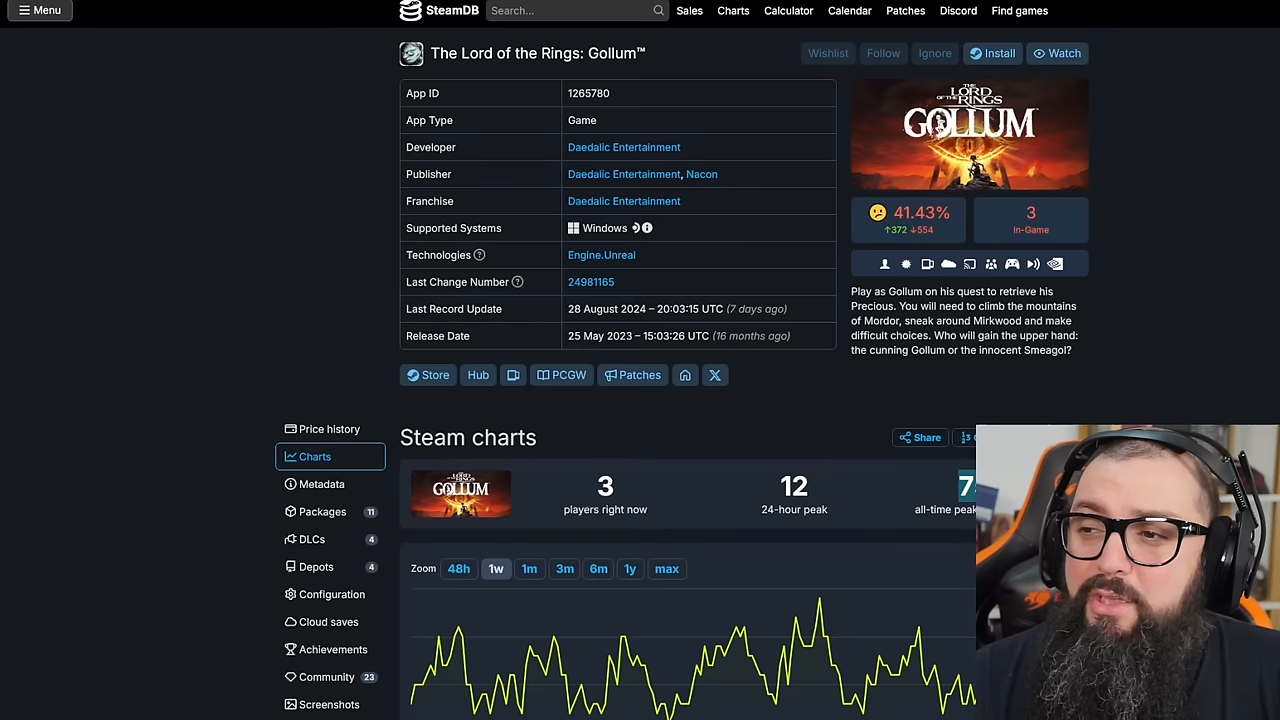 Menu
SteamDB
Search...
Sales
Charts
Calculator
Calendar
Patches
Discord
Find games
The Lord of the Rings: Gollum™
Wishlist
Follow
Ignore
Install
Watch
App ID 1265780
App Type Game
Developer Daedalic Entertainment
Publisher Daedalic Entertainment, Nacon
Franchise Daedalic Entertainment
Supported Systems Windows
Technologies Engine.Unreal
Last Change Number 24981165
Last Record Update 28 August 2024 – 20:03:15 UTC (7 days ago)
Release Date 25 May 2023 – 15:03:26 UTC (16 months ago)
THE
LORD
OF THE RINGS
GOLLUM™
41.43%
↑372 ↓554
3
In-Game
Play as Gollum on his quest to retrieve his
Precious. You will need to climb the mountains
of Mordor, sneak around Mirkwood and make
difficult choices. Who will gain the upper hand:
the cunning Gollum or the innocent Smeagol?
Store
Hub
PCGW
Patches
Price history
Charts
Metadata
Packages 11
DLCs 4
Depots 4
Configuration
Cloud saves
Achievements
Community 23
Screenshots
Steam charts
Share
LORD
RINGS
GOLLUM
3
players right now
12
24-hour peak
7
all-time peak
Zoom
48h
1w
1m
3m
6m
1y
max